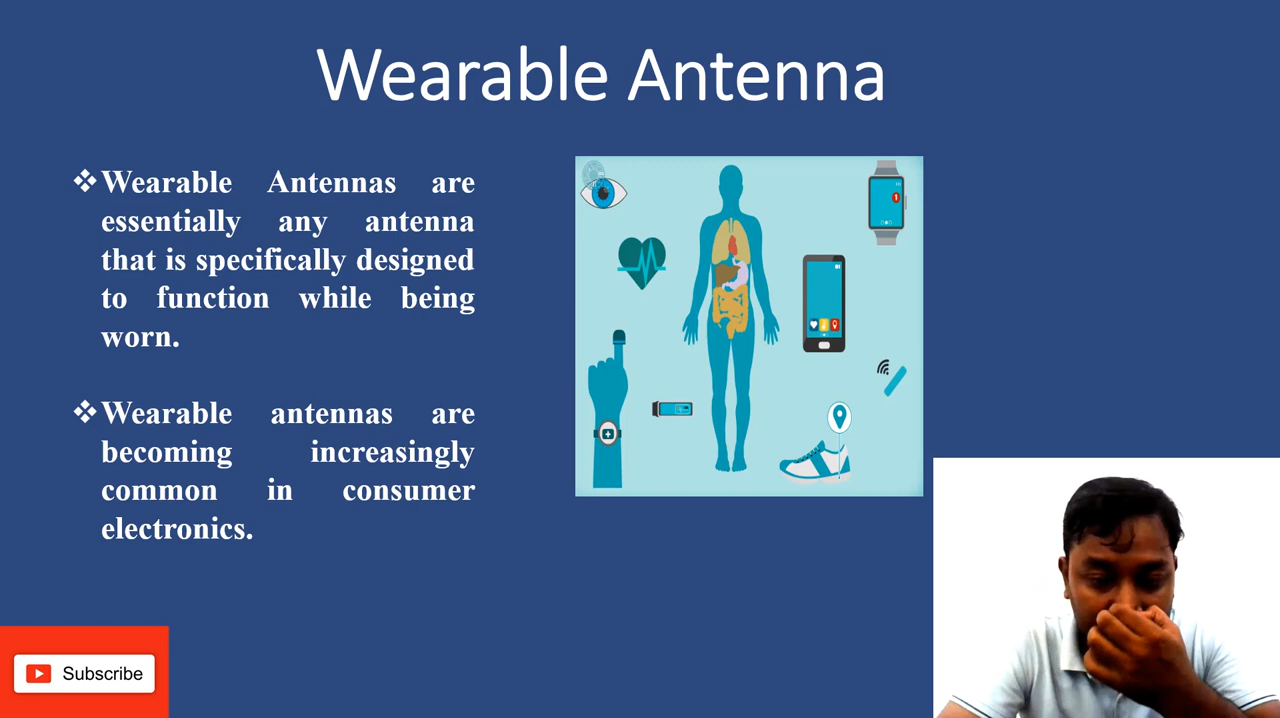 Wearable Antenna
❖Wearable Antennas are
essentially any antenna
that is specifically designed
to function while being
worn.
❖Wearable antennas are
becoming increasingly
common in consumer
electronics.
Subscribe